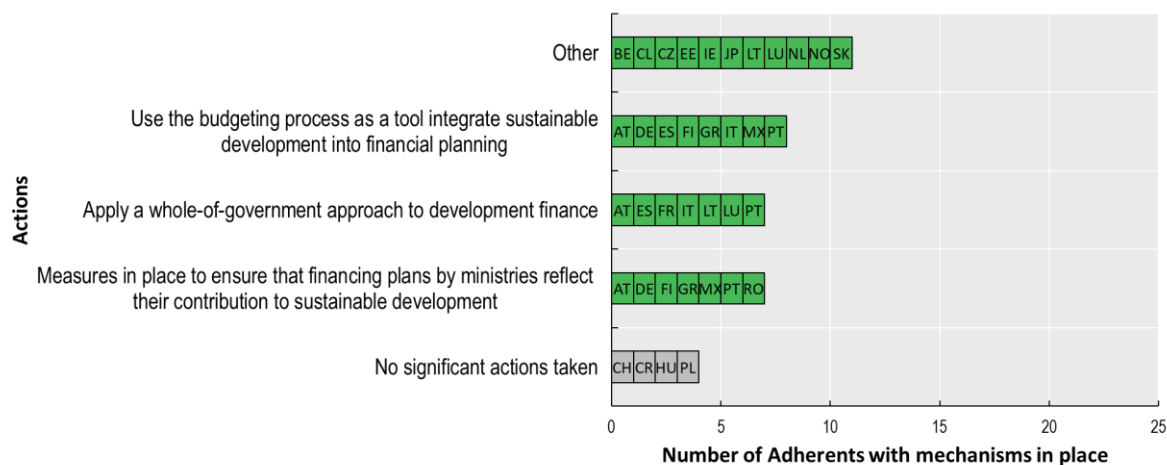 Other
BE CL CZ EE IE JP LT LU NL NO SK
Use the budgeting process as a tool integrate sustainable
development into financial planning
AT DE ES FI GR IT MX PT
Actions
Apply a whole-of-government approach to development finance
AT ES FR IT LT LU PT
Measures in place to ensure that financing plans by ministries reflect
their contribution to sustainable development
AT DE FI GR MX PT RO
No significant actions taken
CH CR HU PL
0 5 10 15 20 25
Number of Adherents with mechanisms in place